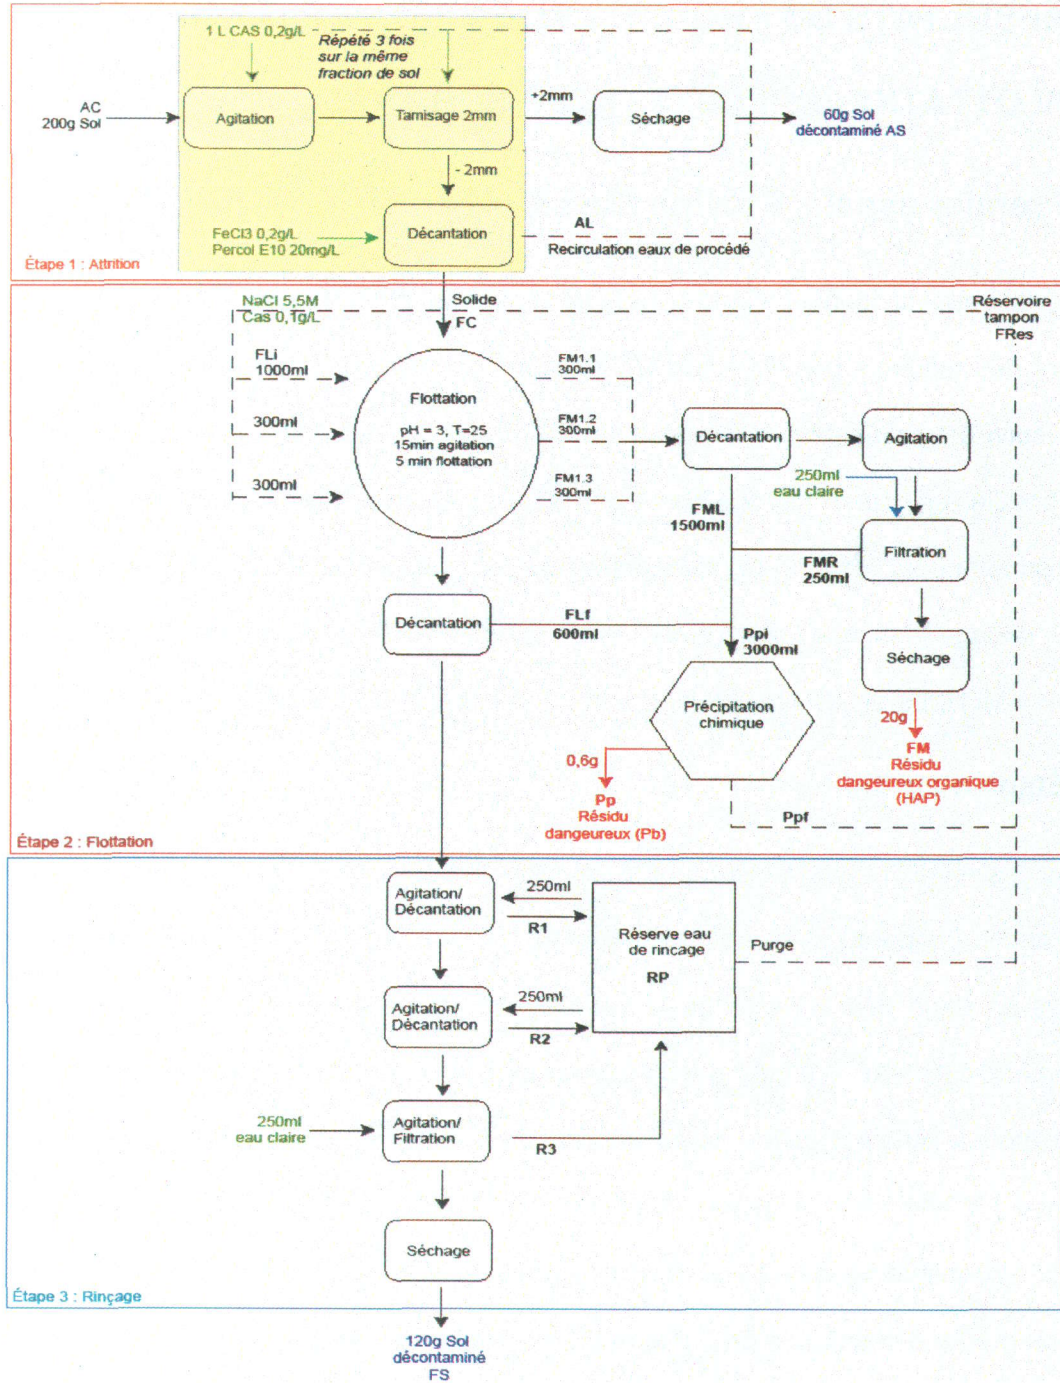 1 L CAS 0,2g/L
Répété 3 fois
sur la même
fraction de sol
AC
200g Sol
Agitation
Tamisage 2mm
+2mm
Séchage
60g Sol
décontaminé AS
- 2mm
FeCl3 0,2g/L
Percol E10 20mg/L
Décantation
AL
Recirculation eaux de procédé
Étape 1 : Attrition
NaCl 5,5M
Cas 0,1g/L
Solide
FC
Réservoire
tampon
FRes
FLi
1000ml
300ml
300ml
Flottation
pH = 3, T=25
15min agitation
5 min flottation
FM1.1
300ml
FM1.2
300ml
FM1.3
300ml
Décantation
Agitation
250ml
eau claire
FML
1500ml
FMR
250ml
Filtration
Décantation
FLf
600ml
Ppi
3000ml
Séchage
Précipitation
chimique
0,6g
Pp
Résidu
dangeureux (Pb)
20g
FM
Résidu
dangeureux organique
(HAP)
Ppf
Étape 2 : Flottation
Agitation/
Décantation
250ml
R1
Réserve eau
de rincage
RP
Purge
Agitation/
Décantation
250ml
R2
250ml
eau claire
Agitation/
Filtration
R3
Séchage
Étape 3 : Rinçage
120g Sol
décontaminé
FS